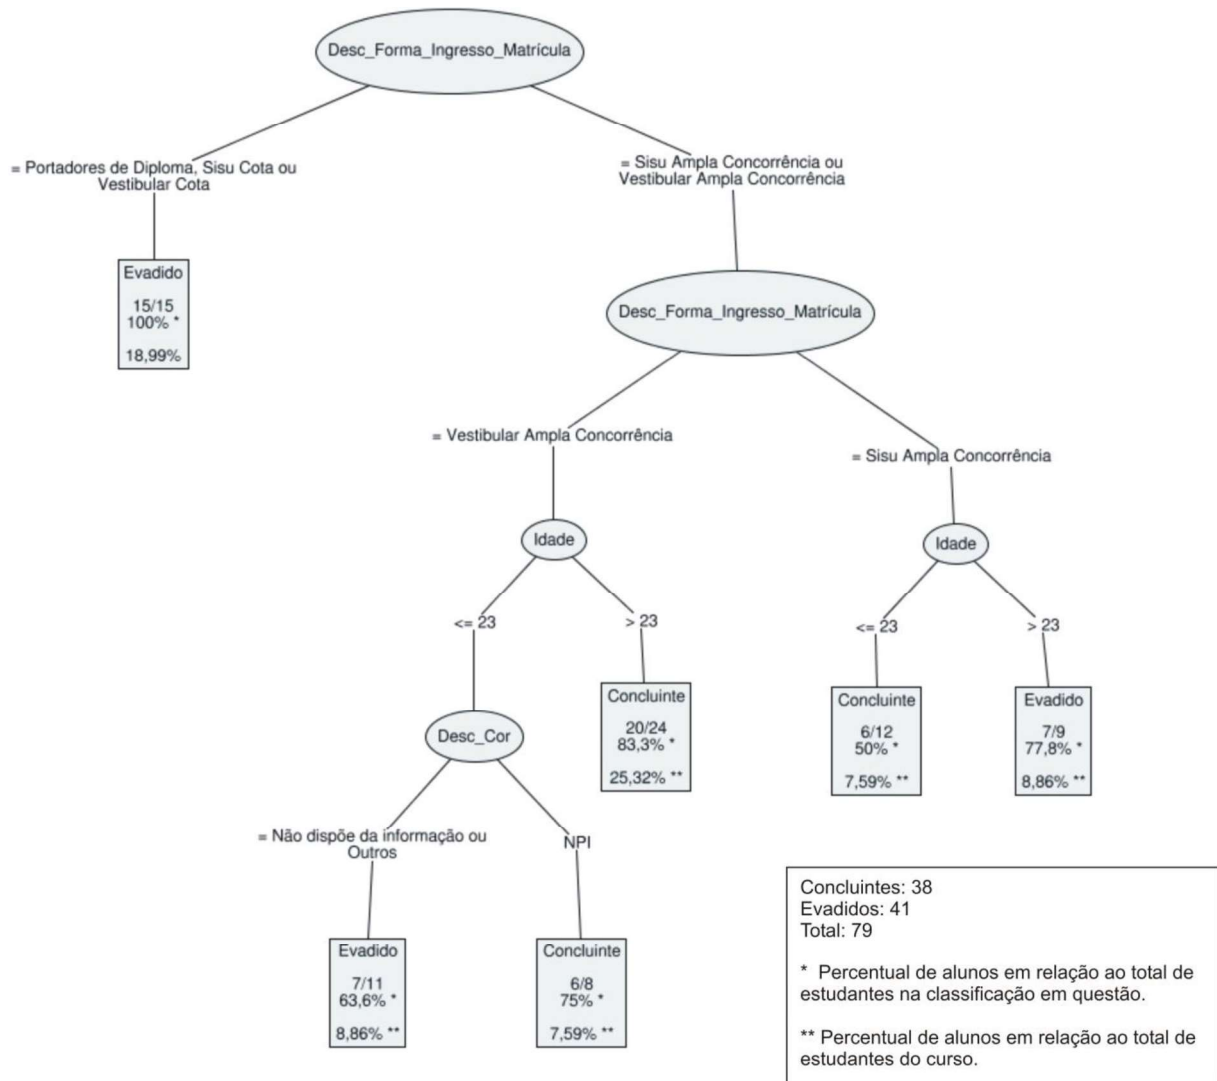 Desc_Forma_Ingresso_Matrícula
= Portadores de Diploma, Sisu Cota ou
Vestibular Cota
= Sisu Ampla Concorrência ou
Vestibular Ampla Concorrência
Evadido
15/15
100% *
18,99%
Desc_Forma_Ingresso_Matrícula
= Vestibular Ampla Concorrência
= Sisu Ampla Concorrência
Idade
Idade
<= 23
> 23
<= 23
> 23
Concluinte
20/24
83,3% *
25,32% **
Concluinte
6/12
50% *
7,59% **
Evadido
7/9
77,8% *
8,86% **
Desc_Cor
= Não dispõe da informação ou
Outros
NPI
Evadido
7/11
63,6% *
8,86% **
Concluinte
6/8
75% *
7,59% **
Concluintes: 38
Evadidos: 41
Total: 79
* Percentual de alunos em relação ao total de
estudantes na classificação em questão.
** Percentual de alunos em relação ao total de
estudantes do curso.